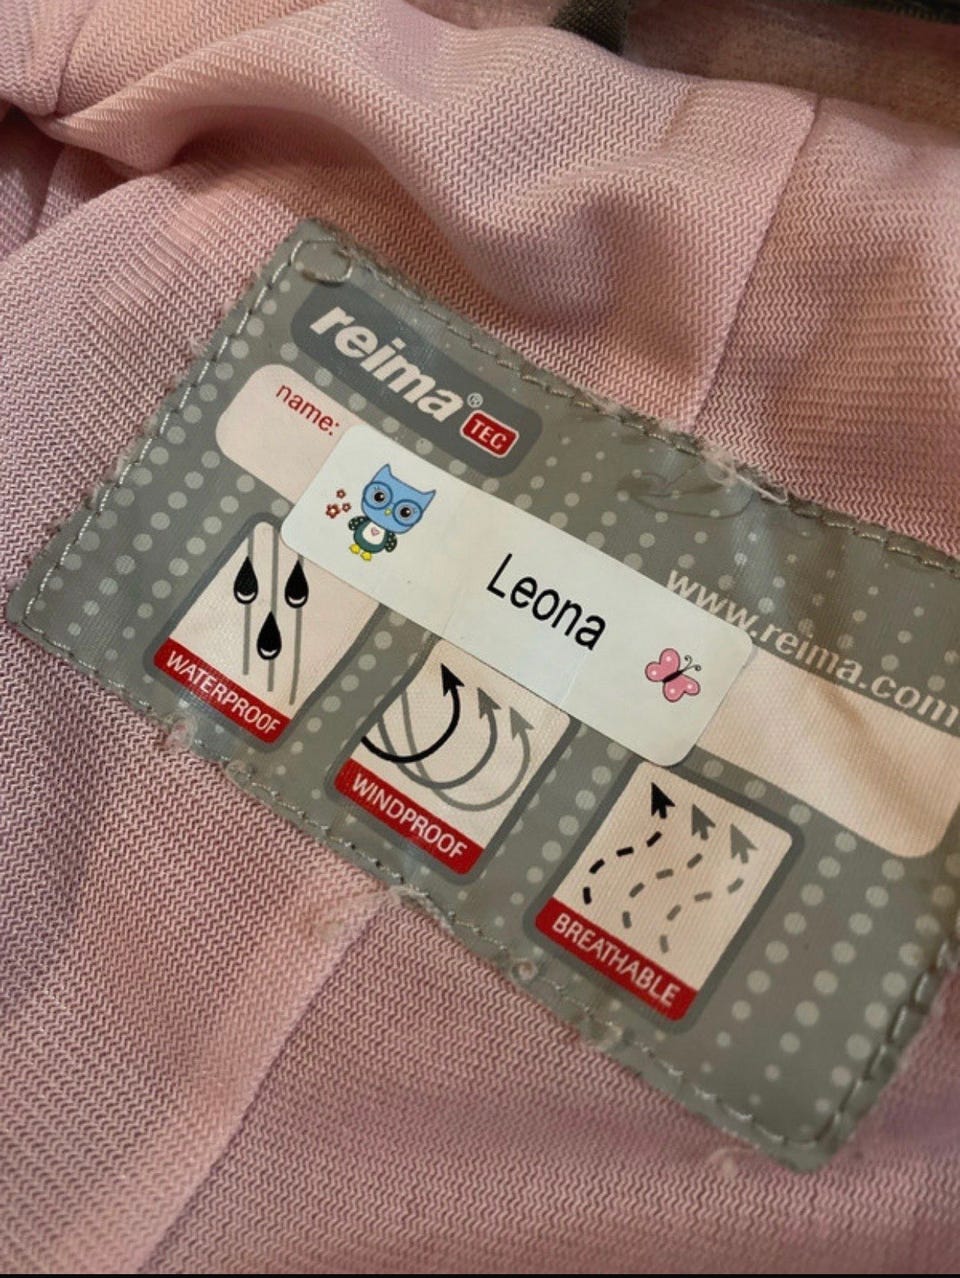 reima® TEC
name:
Leona
www.reima.com
WATERPROOF
WINDPROOF
BREATHABLE